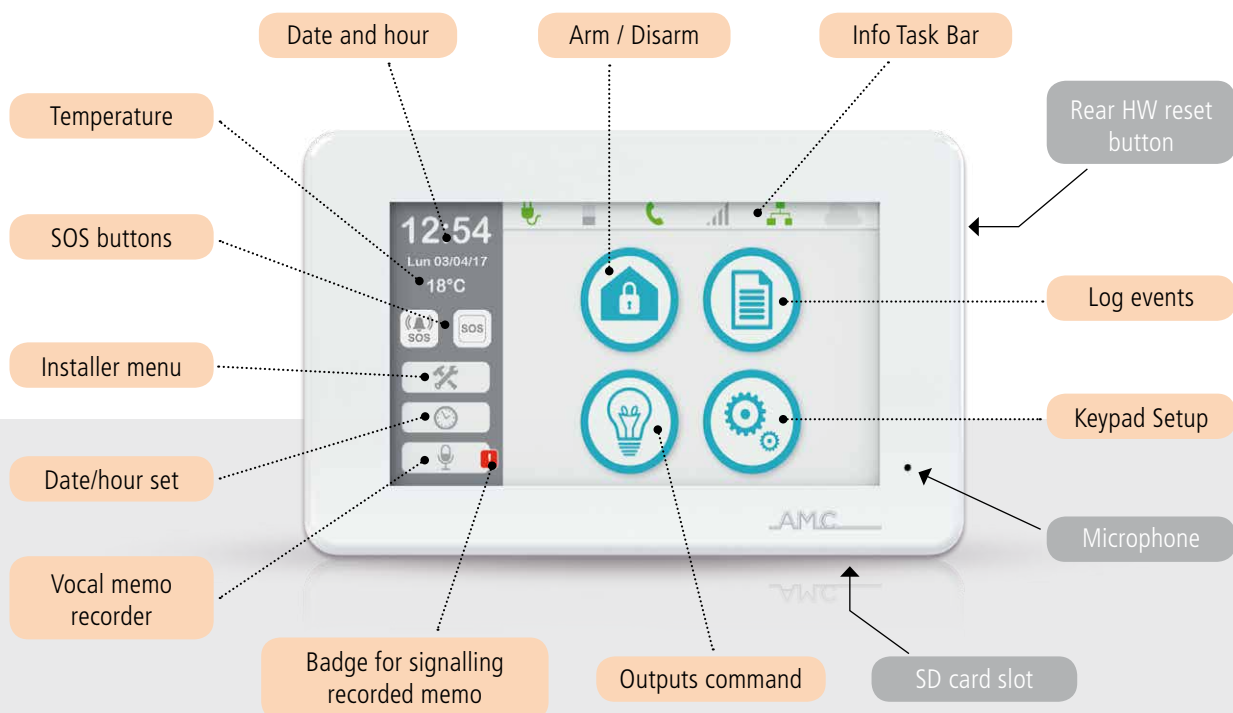 Date and hour
Arm / Disarm
Info Task Bar
Temperature
Rear HW reset
button
SOS buttons
12:54
Lun 03/04/17
18°C
SOS
SOS
Log events
Installer menu
Keypad Setup
Date/hour set
!
AMC
Microphone
Vocal memo
recorder
Badge for signalling
recorded memo
Outputs command
SD card slot